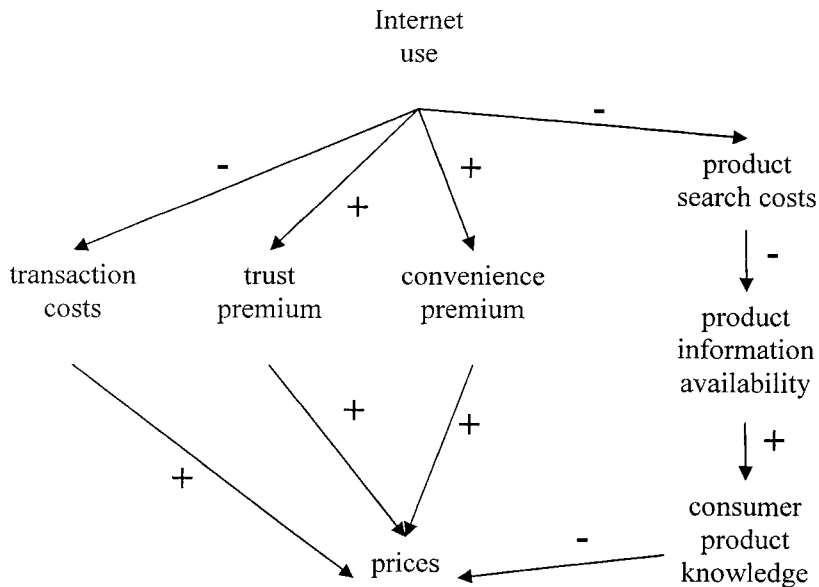 Internet
use
-
-
+
+
product
search costs
transaction
costs
trust
premium
convenience
premium
-
product
information
availability
+
+
+
+
consumer
product
knowledge
-
prices